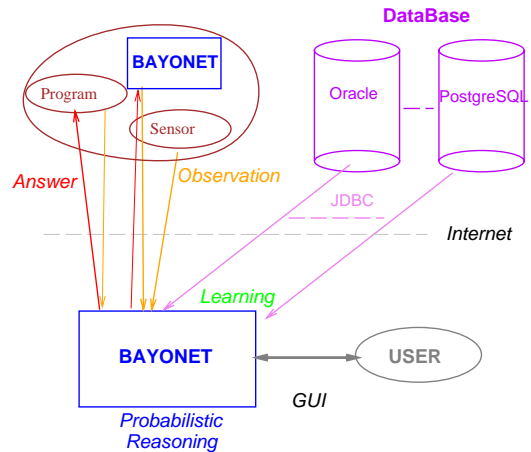 DataBase
BAYONET
Program
Oracle
PostgreSQL
Sensor
Answer
Observation
JDBC
Internet
Learning
BAYONET
USER
GUI
Probabilistic
Reasoning